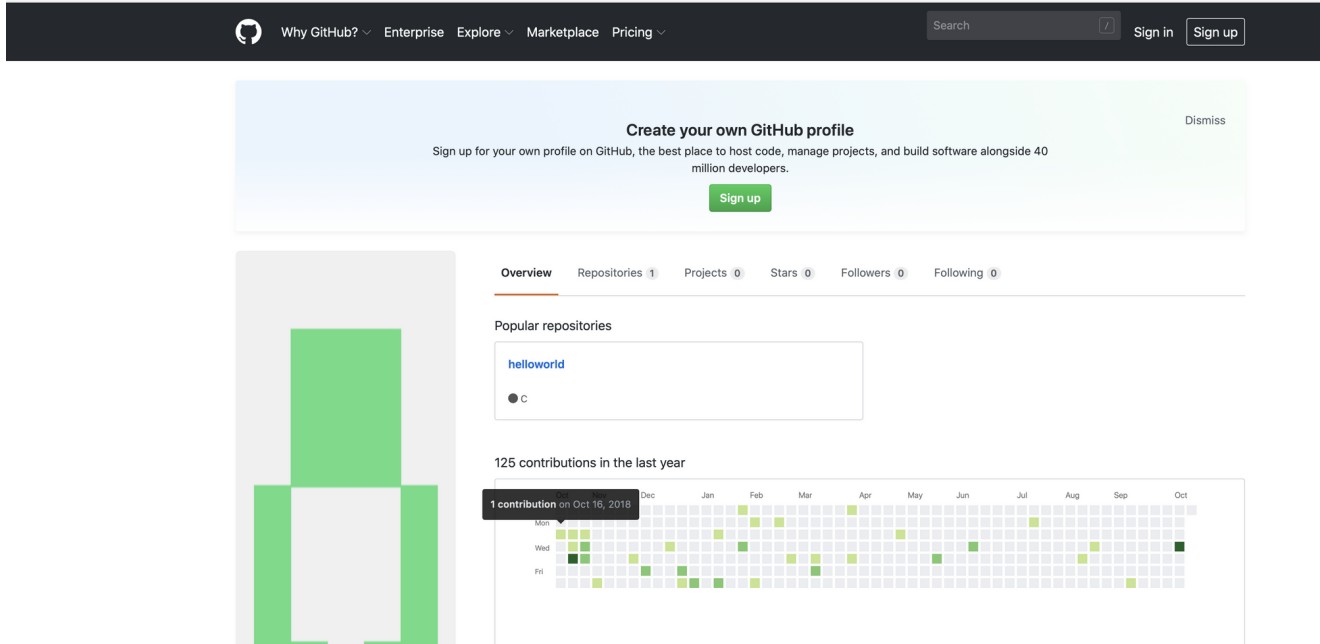 Why GitHub? Enterprise Explore Marketplace Pricing Search / Sign in Sign up
Dismiss
Create your own GitHub profile
Sign up for your own profile on GitHub, the best place to host code, manage projects, and build software alongside 40
million developers.
Sign up
Overview Repositories 1 Projects 0 Stars 0 Followers 0 Following 0
Popular repositories
helloworld
C
125 contributions in the last year
Oct Nov Dec Jan Feb Mar Apr May Jun Jul Aug Sep Oct
1 contribution on Oct 16, 2018
Mon
Wed
Fri